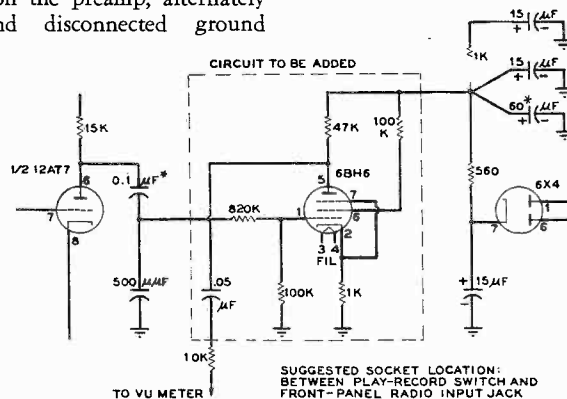 on the preamp, alternately
nd disconnected ground
CIRCUIT TO BE ADDED
15 μF
+ -
1K
15 μF
+ -
60* μF
+ -
15K
47K
100
K
1/2 12AT7
6
7
8
0.1 μF*
6BH6
5
7
6
1
2
3 4
FIL
820K
560
6X4
1
7
6
500 μμF
.05
μF
100K
1K
+
15 μF
-
10K
TO VU METER
SUGGESTED SOCKET LOCATION:
BETWEEN PLAY-RECORD SWITCH AND
FRONT-PANEL RADIO INPUT JACK